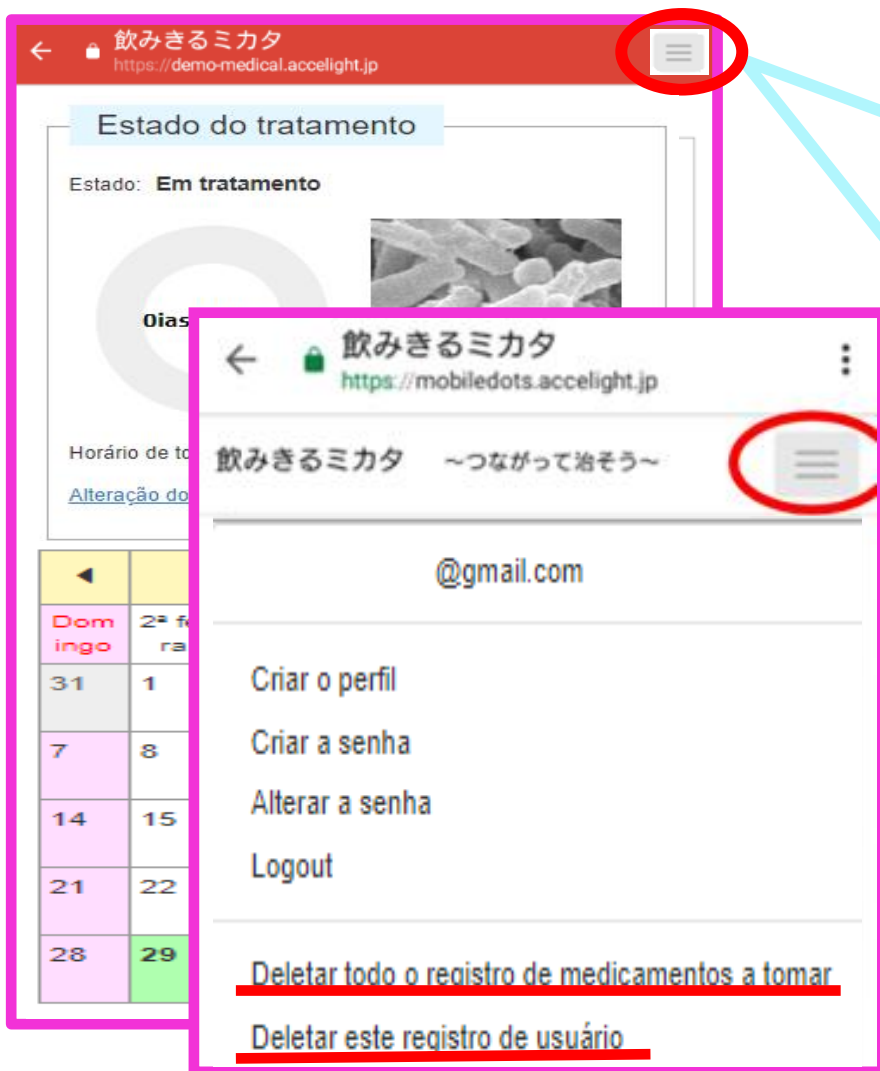 飲みきるミカタ
https://demo-medical.accelight.jp
Estado do tratamento
Estado: Em tratamento
0ias
Horário de to
Alteração do
◀
Dom
ingo
2ª fe
ra
31 1
7 8
14 15
21 22
28 29
飲みきるミカタ
https://mobiledots.accelight.jp
飲みきるミカタ ～つながって治そう～
@gmail.com
Criar o perfil
Criar a senha
Alterar a senha
Logout
Deletar todo o registro de medicamentos a tomar
Deletar este registro de usuário